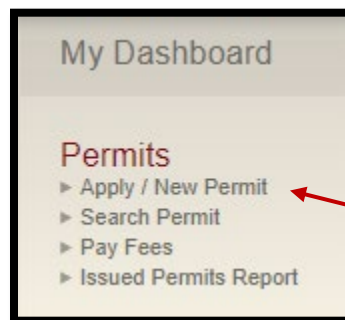 My Dashboard
Permits
Apply / New Permit
Search Permit
Pay Fees
Issued Permits Report